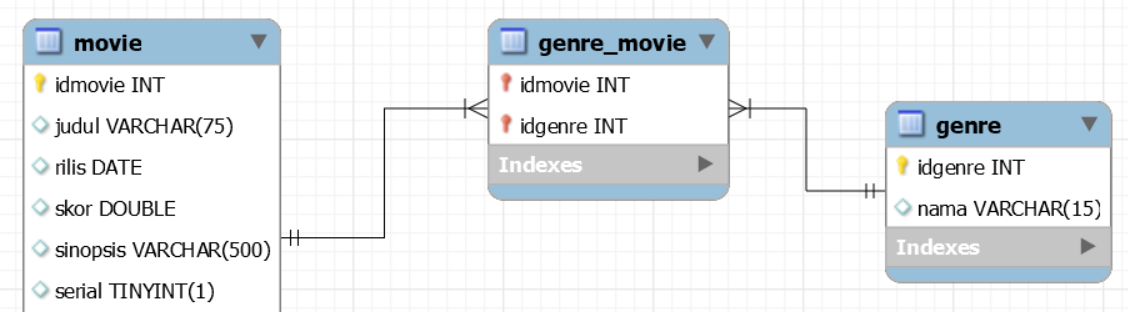 movie
idmovie INT
judul VARCHAR(75)
rilis DATE
skor DOUBLE
sinopsis VARCHAR(500)
serial TINYINT(1)
genre_movie
idmovie INT
idgenre INT
Indexes
genre
idgenre INT
nama VARCHAR(15)
Indexes